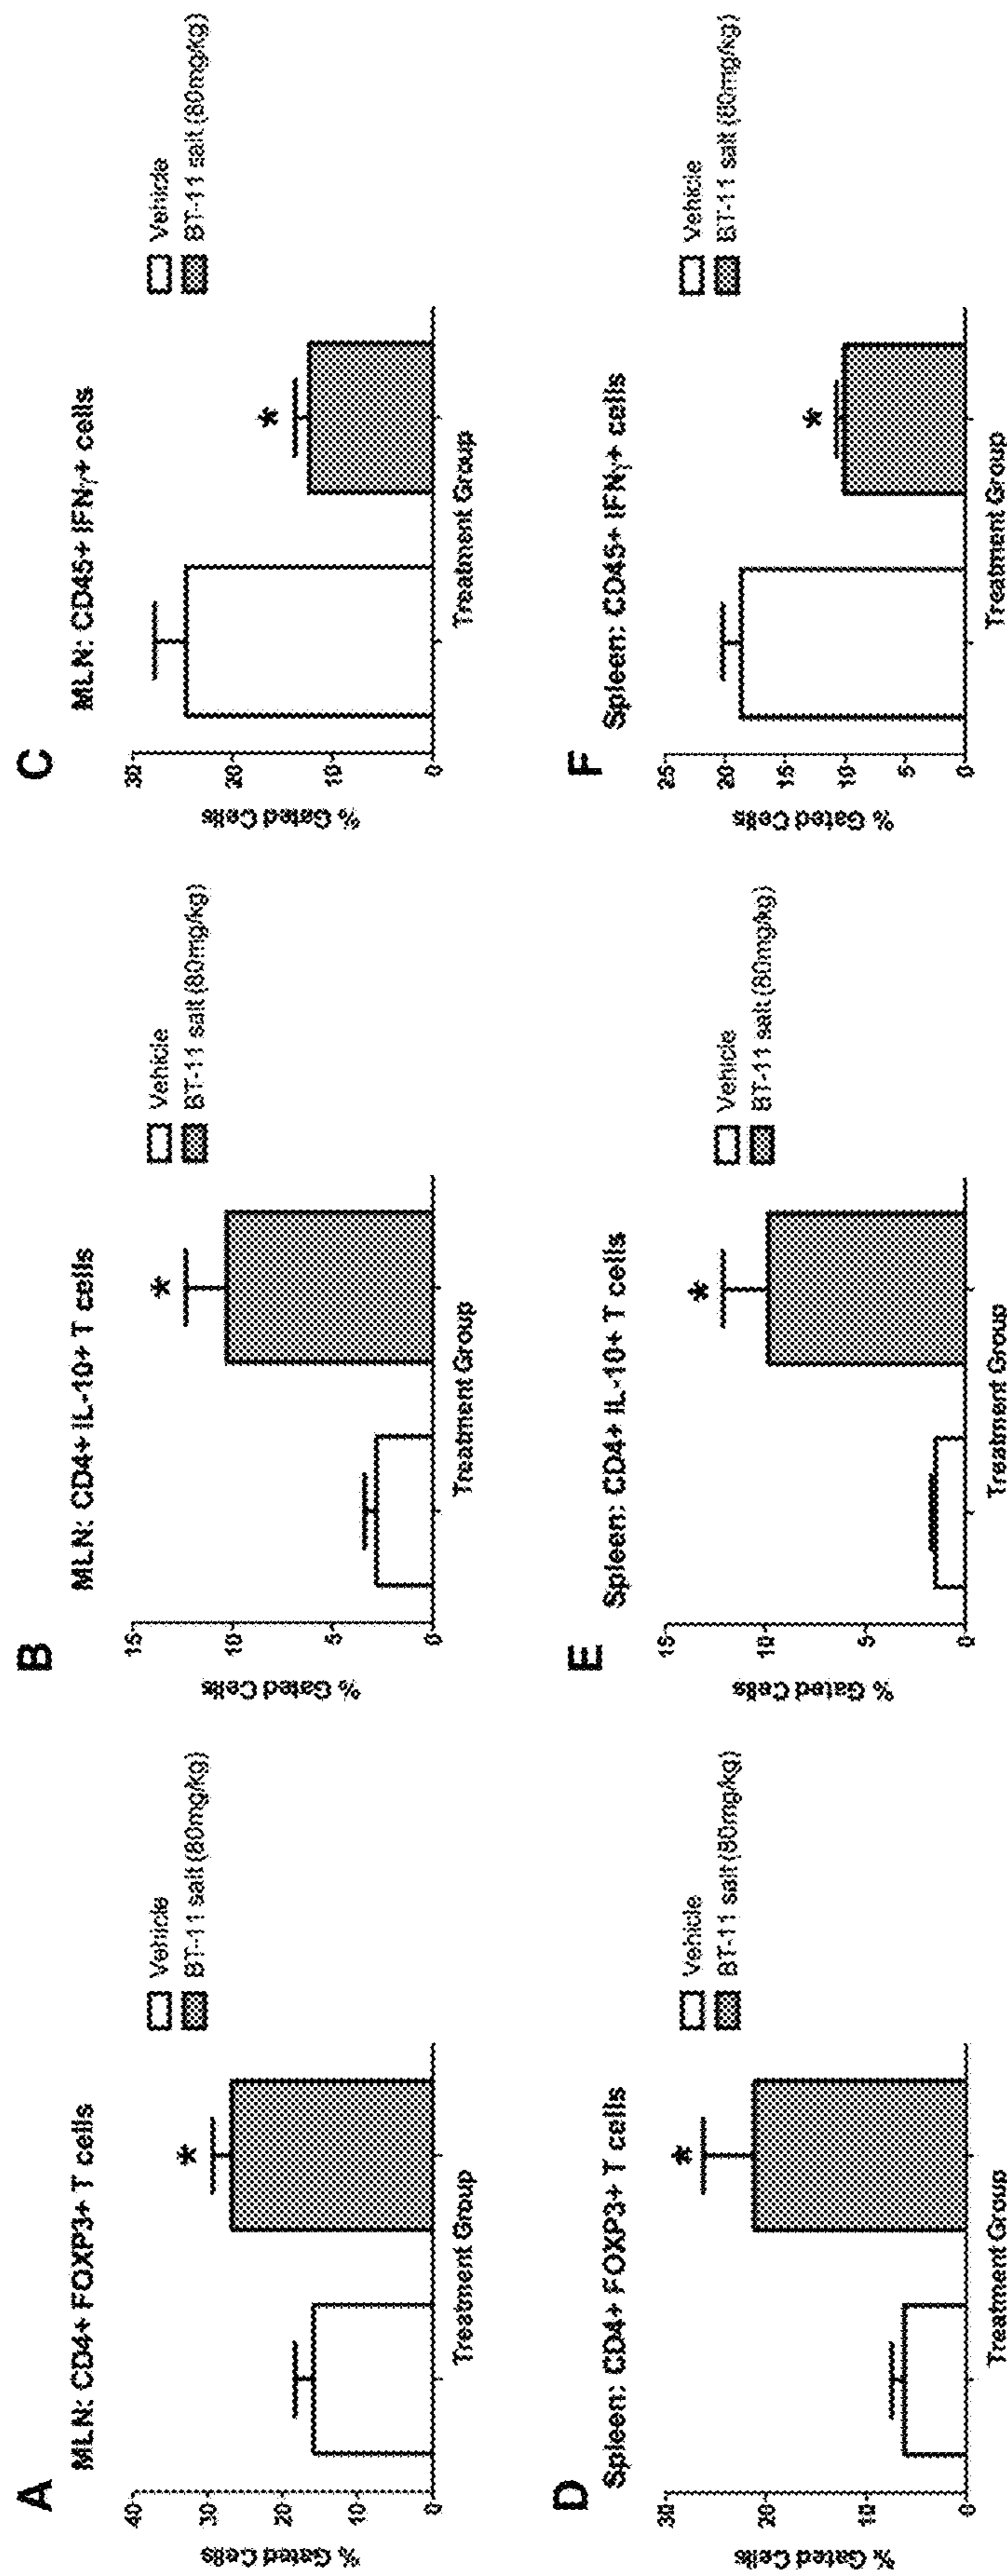 A
MLN: CD4+ FOXP3+ T cells
% Gated Cells
40
30
20
10
0
Treatment Group
*
Vehicle
BT-11 salt (80mg/kg)
B
MLN: CD4+ IL-10+ T cells
% Gated Cells
15
10
5
0
Treatment Group
*
Vehicle
BT-11 salt (80mg/kg)
C
MLN: CD45+ IFNγ+ cells
% Gated Cells
30
20
10
0
Treatment Group
*
Vehicle
BT-11 salt (80mg/kg)
D
Spleen: CD4+ FOXP3+ T cells
% Gated Cells
30
20
10
0
Treatment Group
*
Vehicle
BT-11 salt (80mg/kg)
E
Spleen: CD4+ IL-10+ T cells
% Gated Cells
15
10
5
0
Treatment Group
*
Vehicle
BT-11 salt (80mg/kg)
F
Spleen: CD45+ IFNγ+ cells
% Gated Cells
25
20
15
10
5
0
Treatment Group
*
Vehicle
BT-11 salt (80mg/kg)